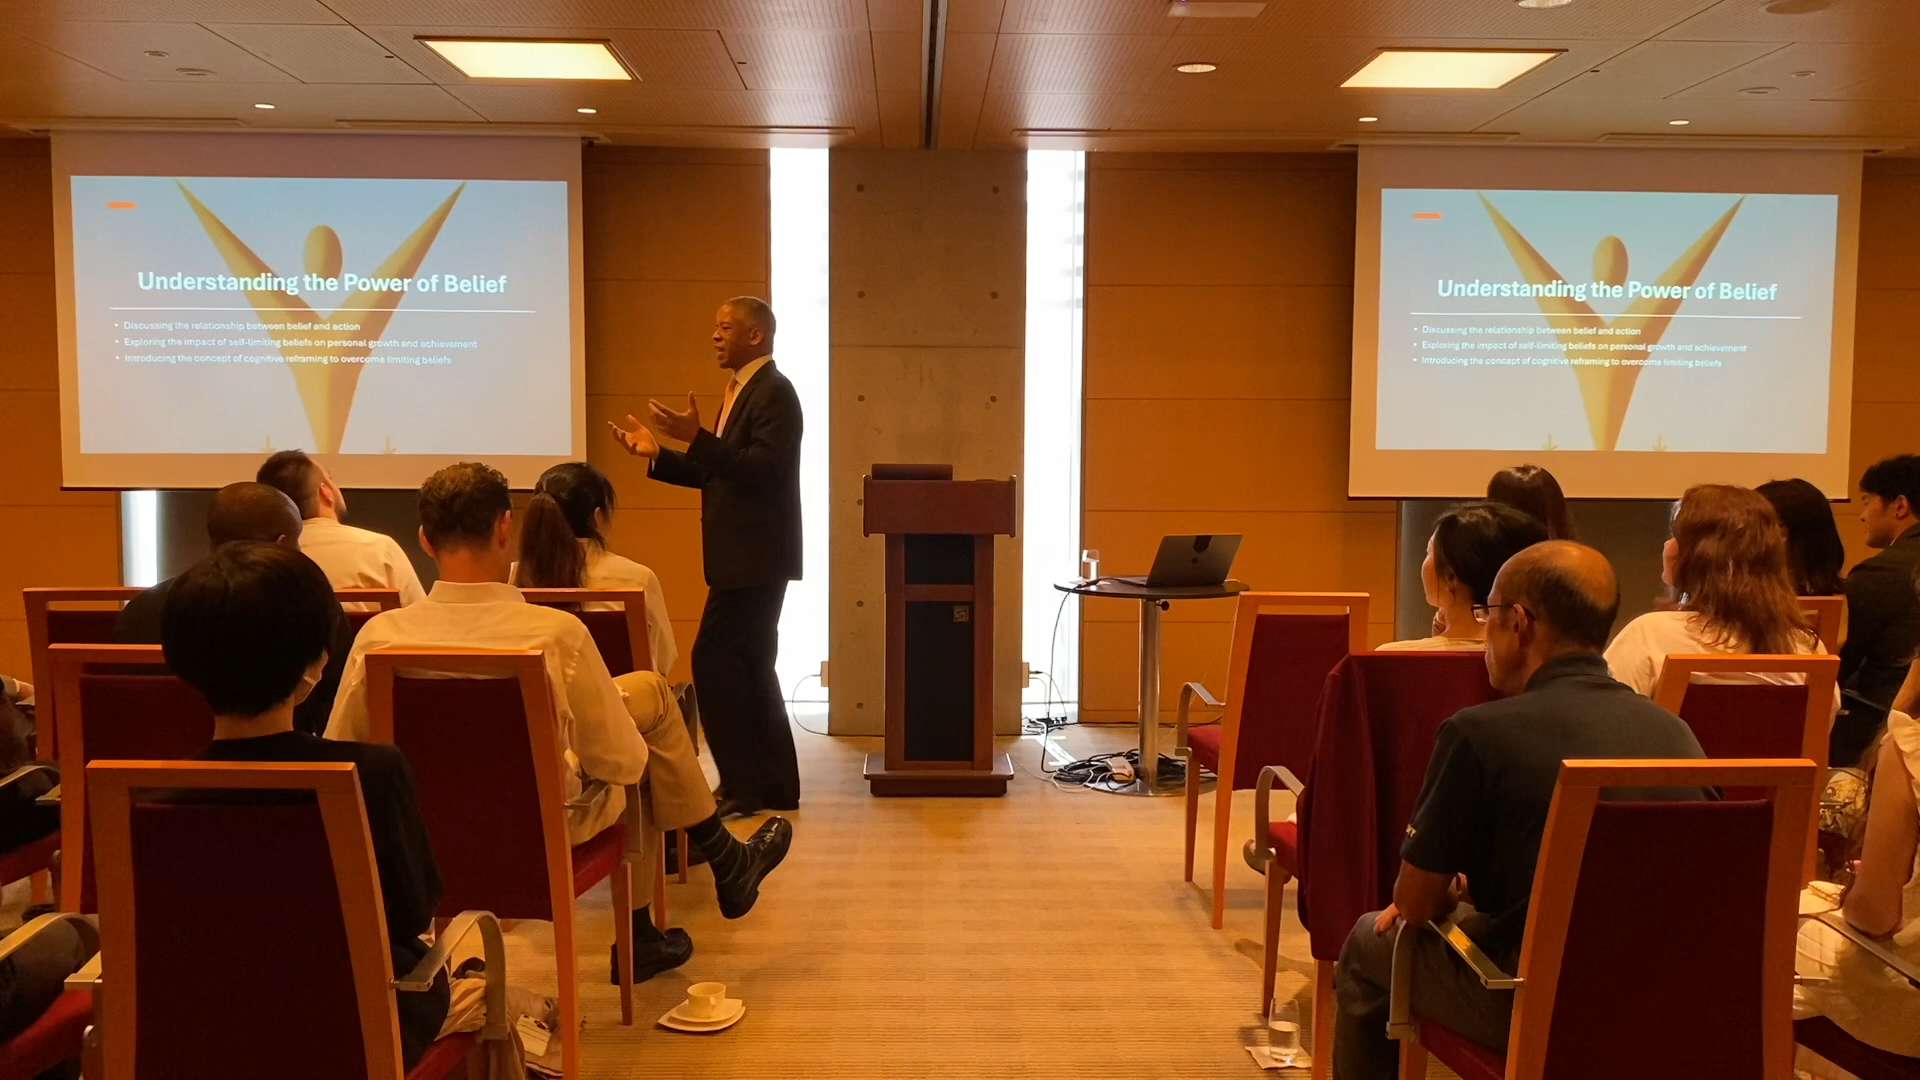 Understanding the Power of Belief
• Discussing the relationship between belief and action
• Exploring the impact of self-limiting beliefs on personal growth and achievement
• Introducing the concept of cognitive reframing to overcome limiting beliefs
Understanding the Power of Belief
• Discussing the relationship between belief and action
• Exploring the impact of self-limiting beliefs on personal growth and achievement
• Introducing the concept of cognitive reframing to overcome limiting beliefs